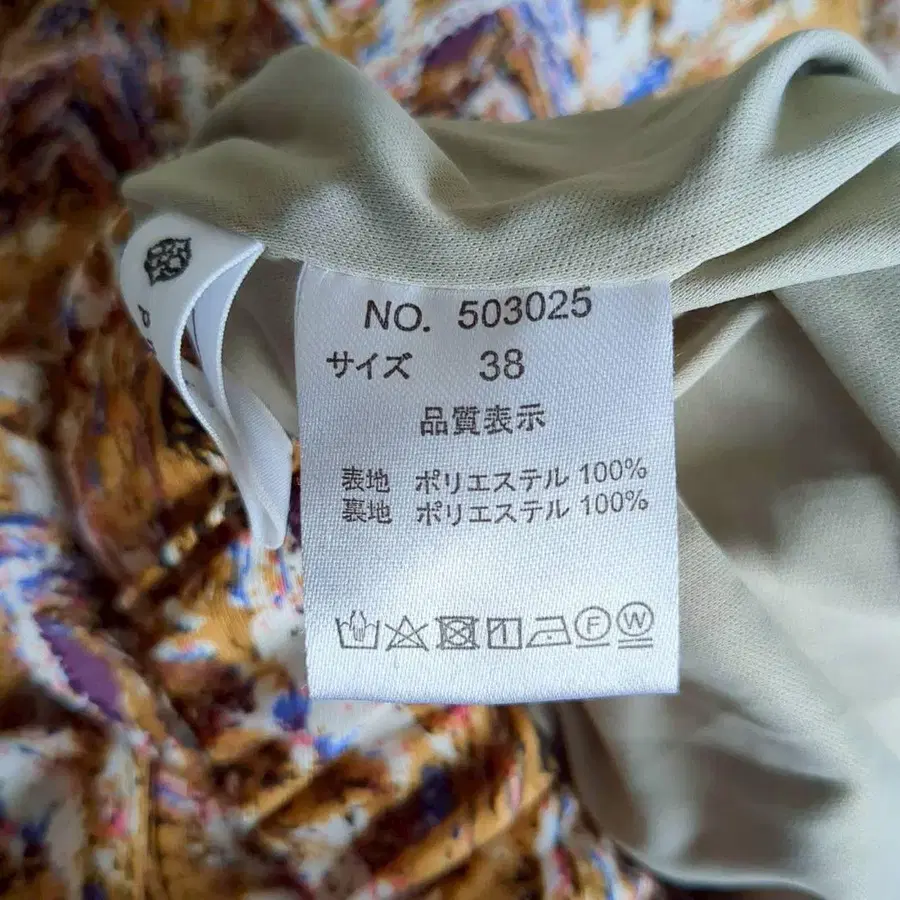 NO. 503025
サイズ 38
品質表示
表地 ポリエステル 100%
裏地 ポリエステル 100%
F W